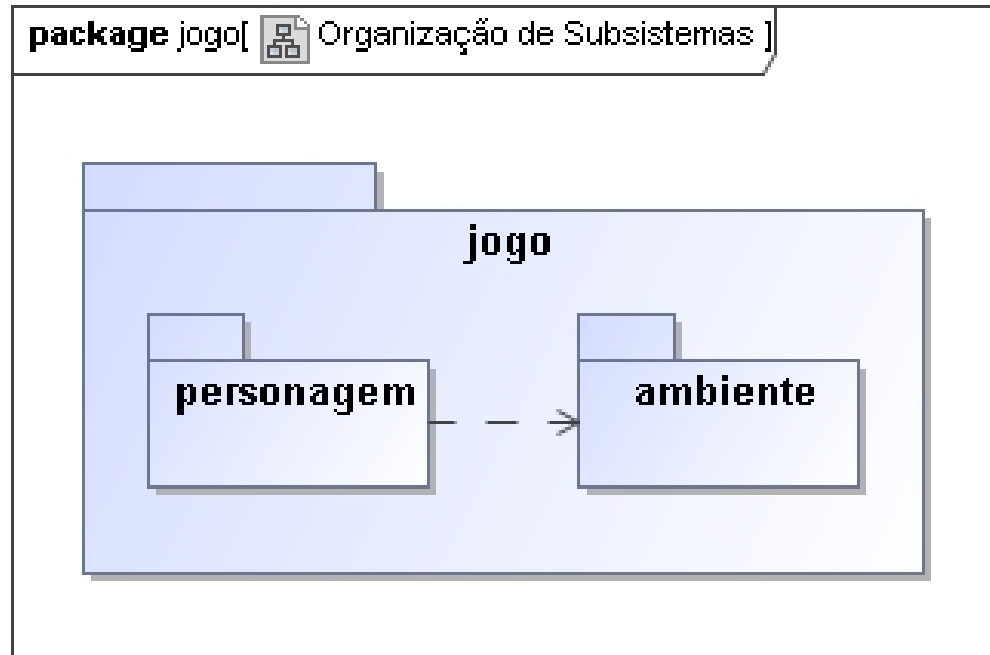 package jogo[ Organização de Subsistemas ]
jogo
personagem
ambiente